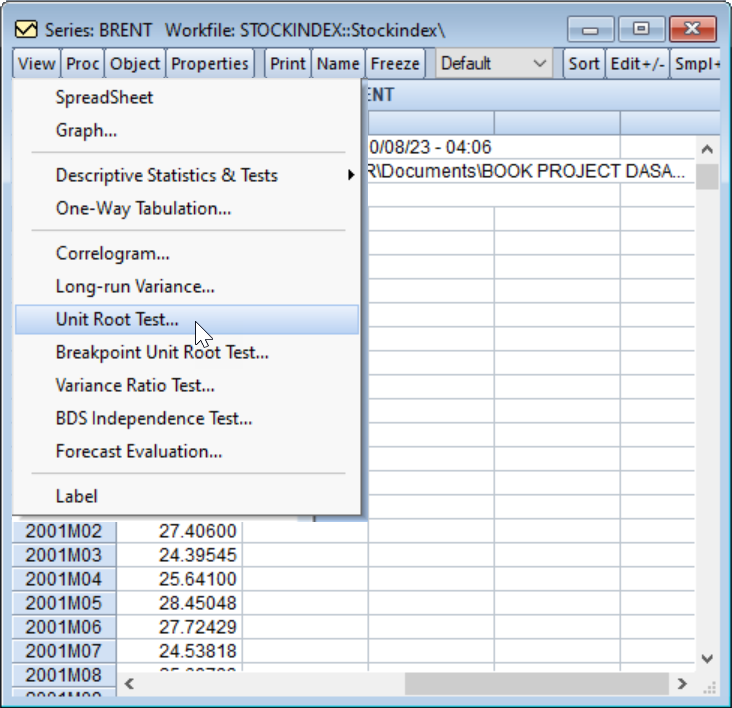 Series: BRENT Workfile: STOCKINDEX::Stockindex\
View Proc Object Properties Print Name Freeze Default Sort Edit+/- Smpl+
ENT
SpreadSheet
Graph...
0/08/23 - 04:06
R\Documents\BOOK PROJECT DASA...
Descriptive Statistics & Tests
One-Way Tabulation...
Correlogram...
Long-run Variance...
Unit Root Test...
Breakpoint Unit Root Test...
Variance Ratio Test...
BDS Independence Test...
Forecast Evaluation...
Label
2001M02 27.40600
2001M03 24.39545
2001M04 25.64100
2001M05 28.45048
2001M06 27.72429
2001M07 24.53818
2001M08